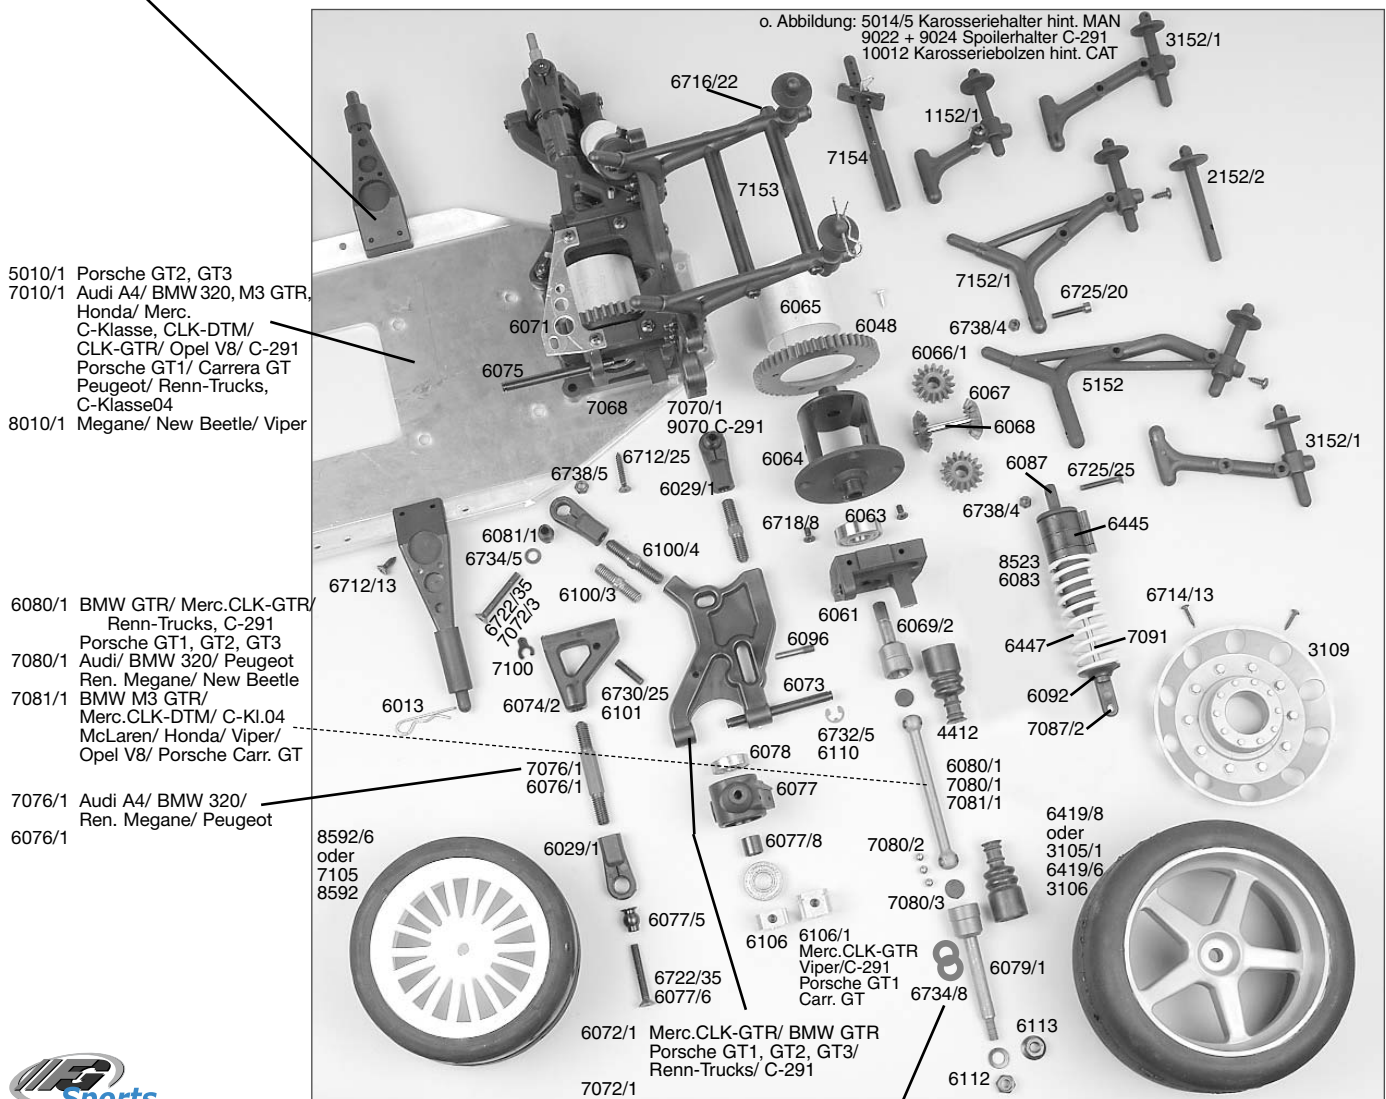 o. Abbildung: 5014/5 Karosseriehalter hint. MAN
9022 + 9024 Spoilerhalter C-291
10012 Karosseriebolzen hint. CAT
3152/1
6716/22
1152/1
7154
7153
2152/2
7152/1
6725/20
6738/4
5010/1 Porsche GT2, GT3
7010/1 Audi A4/ BMW 320, M3 GTR,
Honda/ Merc.
C-Klasse, CLK-DTM/
CLK-GTR/ Opel V8/ C-291
Porsche GT1/ Carrera GT
Peugeot/ Renn-Trucks,
C-Klasse04
8010/1 Megane/ New Beetle/ Viper
6071
6075
6065
6048
6066/1
6067
6068
5152
7068
7070/1
9070 C-291
6064
3152/1
6738/5
6712/25
6029/1
6087
6725/25
6738/4
6445
6718/8
6063
6081/1
6734/5
6100/4
6712/13
6722/35
7072/3
6100/3
8523
6083
6061
6714/13
6080/1 BMW GTR/ Merc.CLK-GTR/
Renn-Trucks, C-291
Porsche GT1, GT2, GT3
7080/1 Audi/ BMW 320/ Peugeot
Ren. Megane/ New Beetle
7081/1 BMW M3 GTR/
Merc.CLK-DTM/ C-Kl.04
McLaren/ Honda/ Viper/
Opel V8/ Porsche Carr. GT
7100
6096
6069/2
6447
7091
3109
6013
6074/2
6730/25
6101
6073
6732/5
6110
4412
6092
7087/2
6078
7076/1
6076/1
6077
6080/1
7080/1
7081/1
7076/1 Audi A4/ BMW 320/
Ren. Megane/ Peugeot
6076/1
8592/6
oder
7105
8592
6029/1
6077/8
7080/2
6419/8
oder
3105/1
6419/6
3106
7080/3
6077/5
6106
6106/1
Merc.CLK-GTR
Viper/C-291
Porsche GT1
Carr. GT
6079/1
6734/8
6722/35
6077/6
6072/1 Merc.CLK-GTR/ BMW GTR
Porsche GT1, GT2, GT3/
Renn-Trucks/ C-291
6113
6112
7072/1
FG
Sports